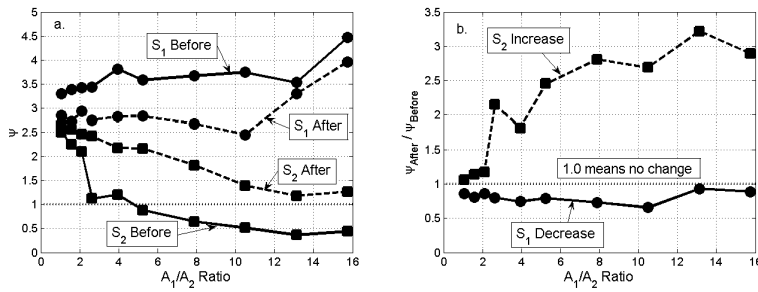 a.
S₁ Before
S₁ After
S₂ After
S₂ Before
Ψ
4.5
4
3.5
3
2.5
2
1.5
1
0.5
0
0 2 4 6 8 10 12 14 16
A₁/A₂ Ratio
b.
S₂ Increase
1.0 means no change
S₁ Decrease
Ψ_After / Ψ_Before
3.5
3
2.5
2
1.5
1
0.5
0
0 2 4 6 8 10 12 14 16
A₁/A₂ Ratio